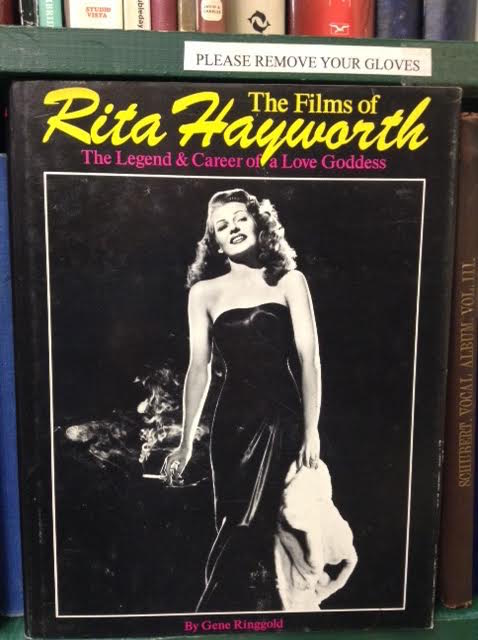 STUDIO
VISTA
Doubleday
PLEASE REMOVE YOUR GLOVES
The Films of
Rita Hayworth
The Legend & Career of a Love Goddess
By Gene Ringgold
SCHUBERT VOCAL ALBUM VOL. III.